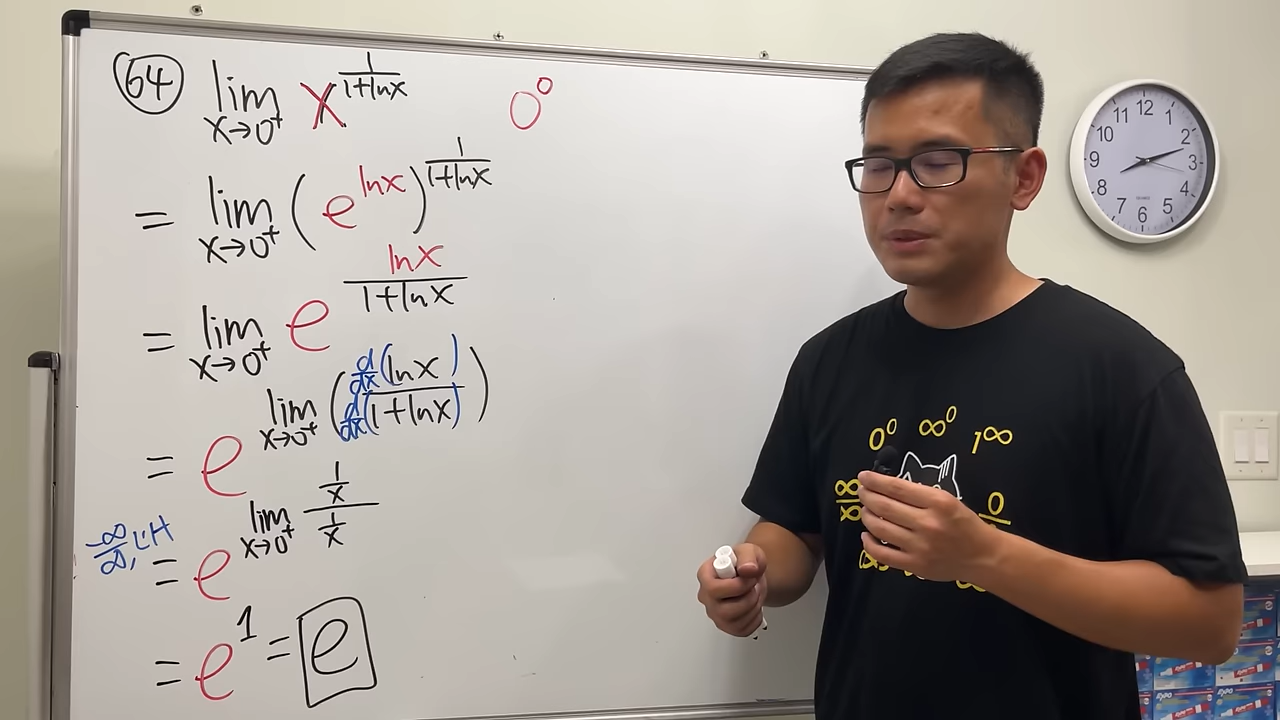 64 lim x→0⁺ x^(1/(1+ln x)) 0⁰
= lim x→0⁺ (e^(ln x))^(1/(1+ln x))
= lim x→0⁺ e^(ln x/(1+ln x))
= e^(lim x→0⁺ (d/dx(ln x)/d/dx(1+ln x)))
-∞/∞, L'H = e^(lim x→0⁺ (1/x)/(1/x))
= e^1 = e
12 1 2 3 4 5 6 7 8 9 10 11
0⁰ ∞⁰ 1^∞
∞/∞
0
EXPO
EXPO